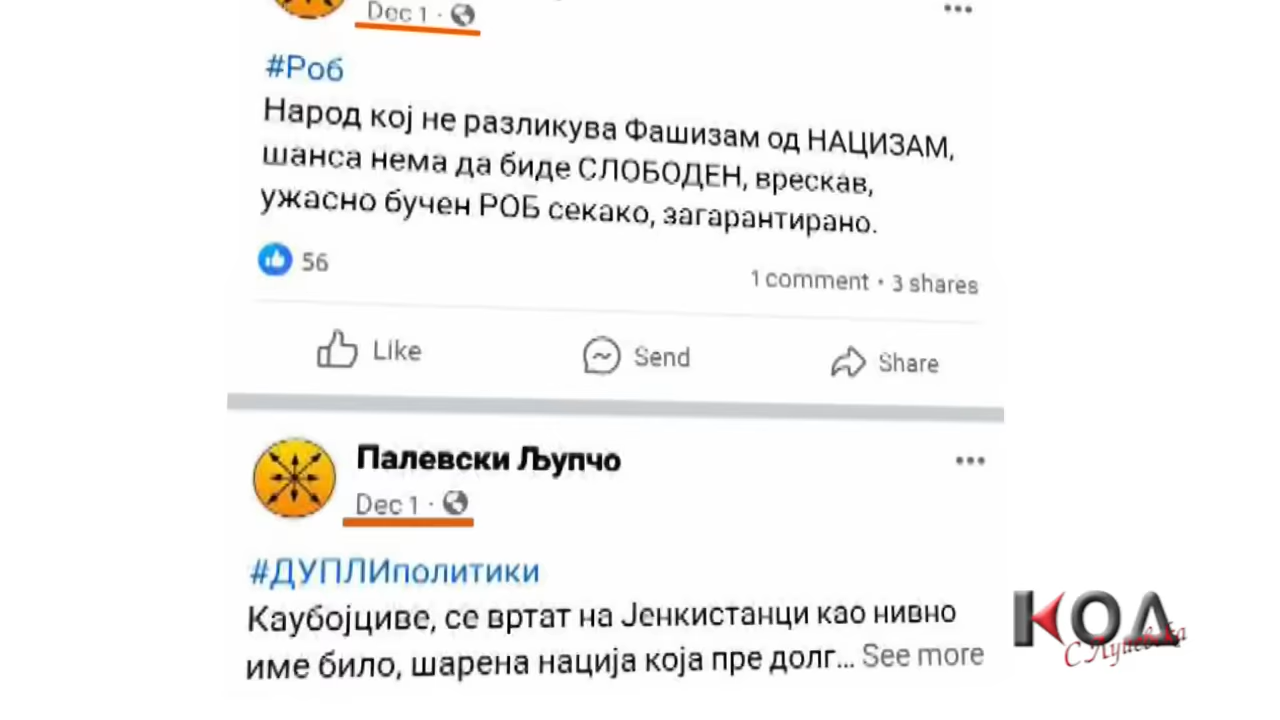 Dec 1 ·
#Роб
Народ кој не разликува Фашизам од НАЦИЗАМ,
шанса нема да биде СЛОБОДЕН, врескав,
ужасно бучен РОБ секако, загарантирано.
56
1 comment · 3 shares
Like Send Share
Палевски Љупчо
Dec 1 ·
#ДУПЛИполитики
Каубојциве, се вртат на Јенкистанци као нивно
име било, шарена нација која пре долг... See more
КОД
С Лупевска